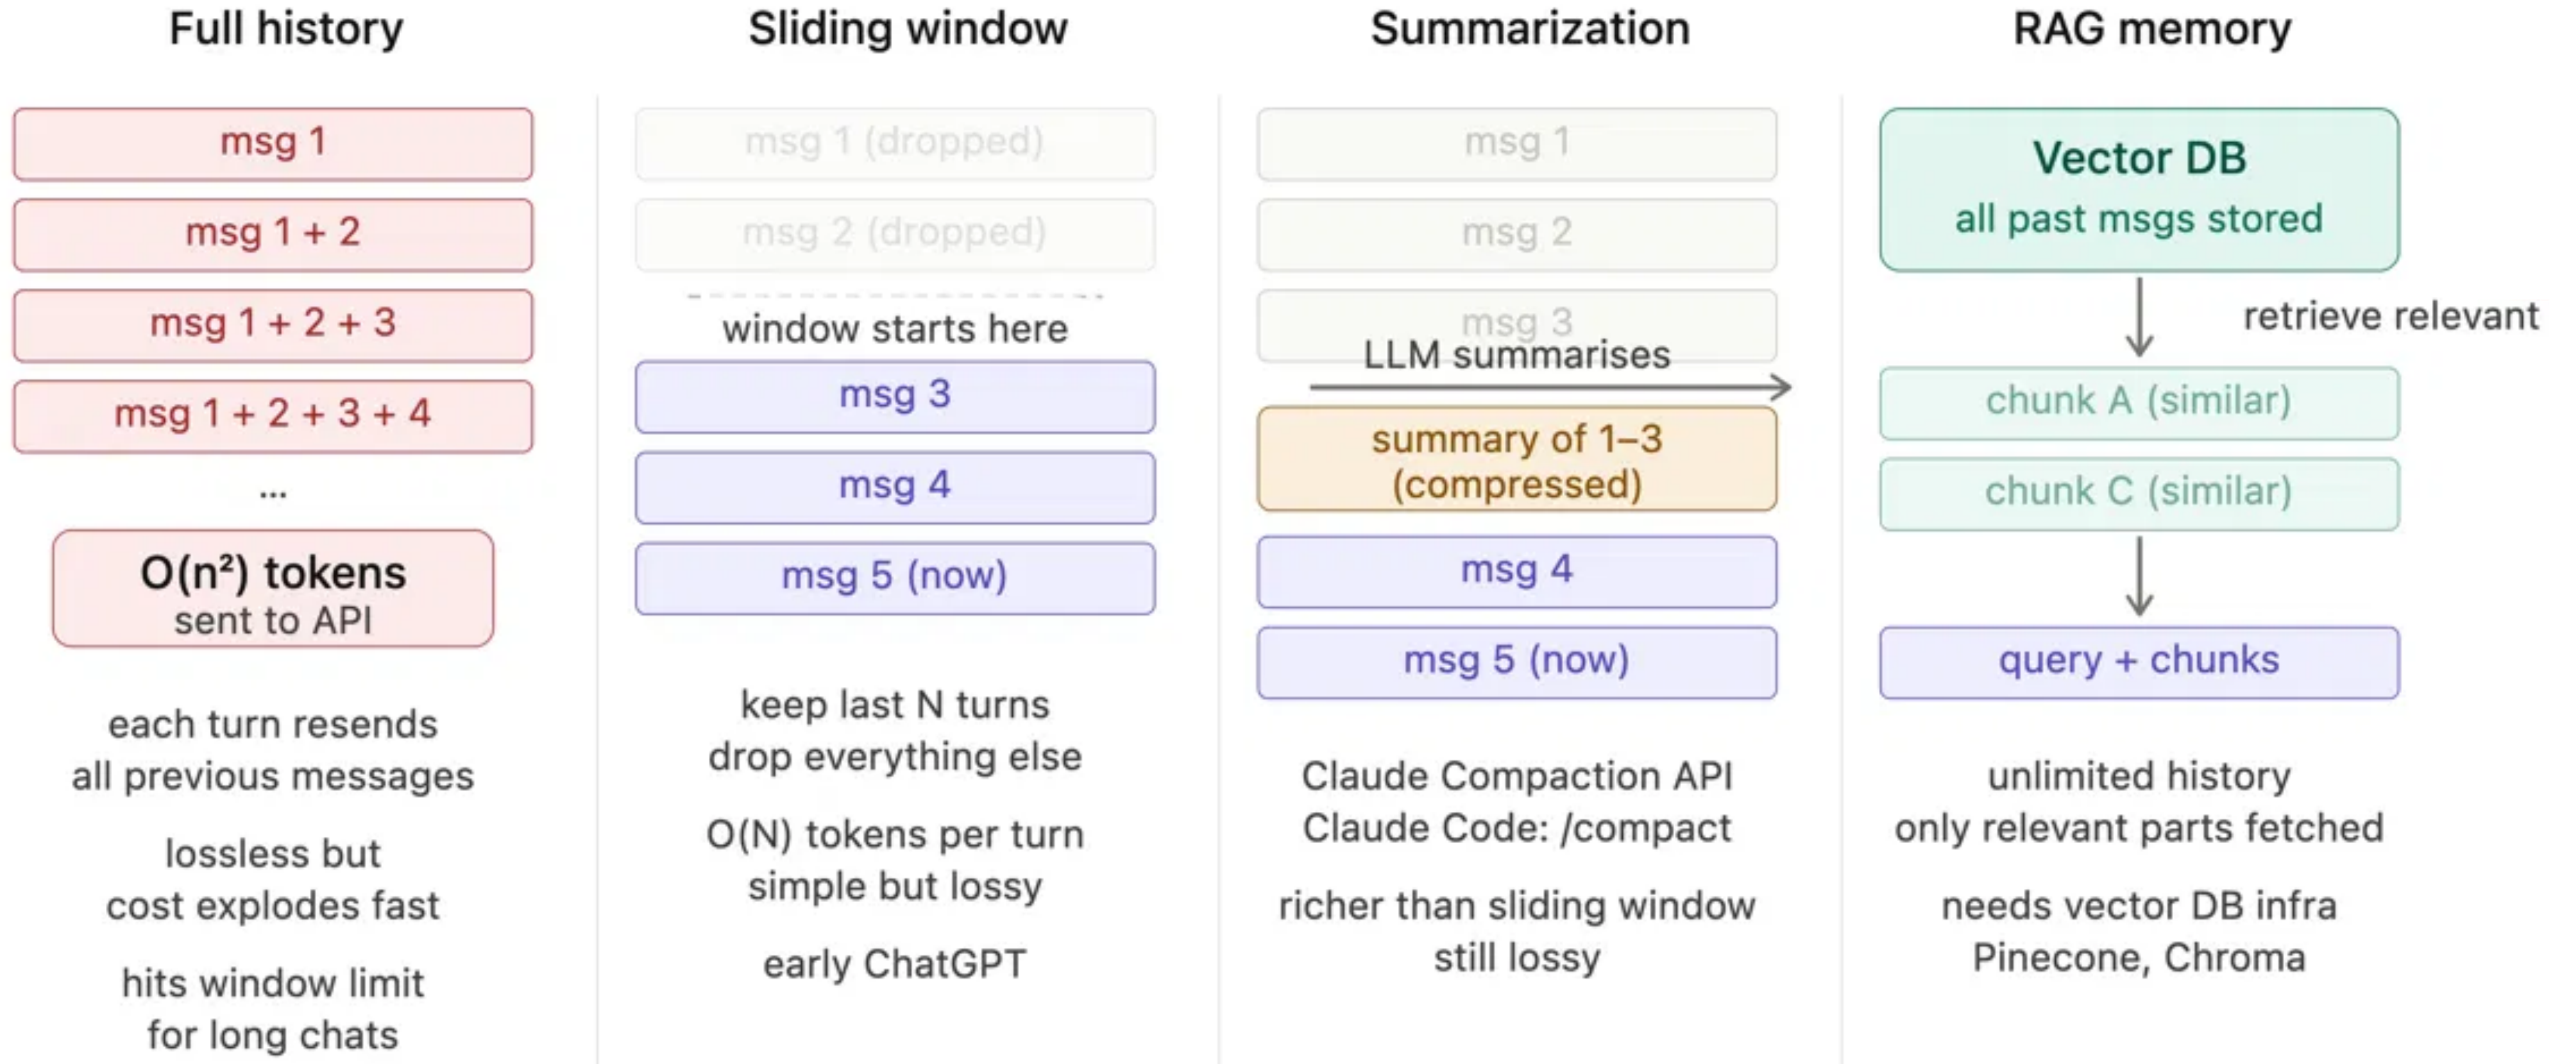 Full history
msg 1
msg 1 + 2
msg 1 + 2 + 3
msg 1 + 2 + 3 + 4
...
O(n²) tokens
sent to API
each turn resends
all previous messages
lossless but
cost explodes fast
hits window limit
for long chats
Sliding window
msg 1 (dropped)
msg 2 (dropped)
window starts here
msg 3
msg 4
msg 5 (now)
keep last N turns
drop everything else
O(N) tokens per turn
simple but lossy
early ChatGPT
Summarization
msg 1
msg 2
msg 3
LLM summarises
summary of 1–3
(compressed)
msg 4
msg 5 (now)
Claude Compaction API
Claude Code: /compact
richer than sliding window
still lossy
RAG memory
Vector DB
all past msgs stored
retrieve relevant
chunk A (similar)
chunk C (similar)
query + chunks
unlimited history
only relevant parts fetched
needs vector DB infra
Pinecone, Chroma